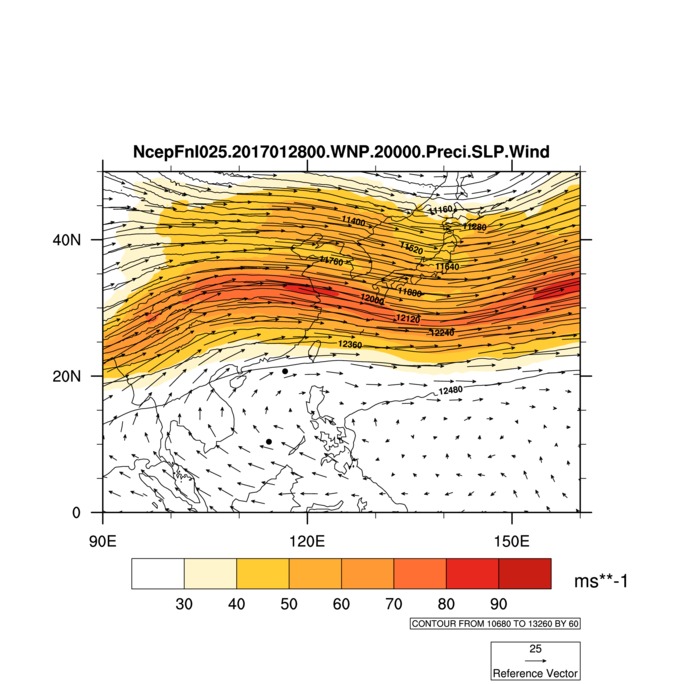 NcepFnl025.2017012800.WNP.20000.Preci.SLP.Wind
11160
11400
11280
40N
11520
11760
11640
11880
12000
12120
12240
12360
20N
12480
0
90E 120E 150E
ms**-1
30 40 50 60 70 80 90
CONTOUR FROM 10680 TO 13260 BY 60
25
Reference Vector